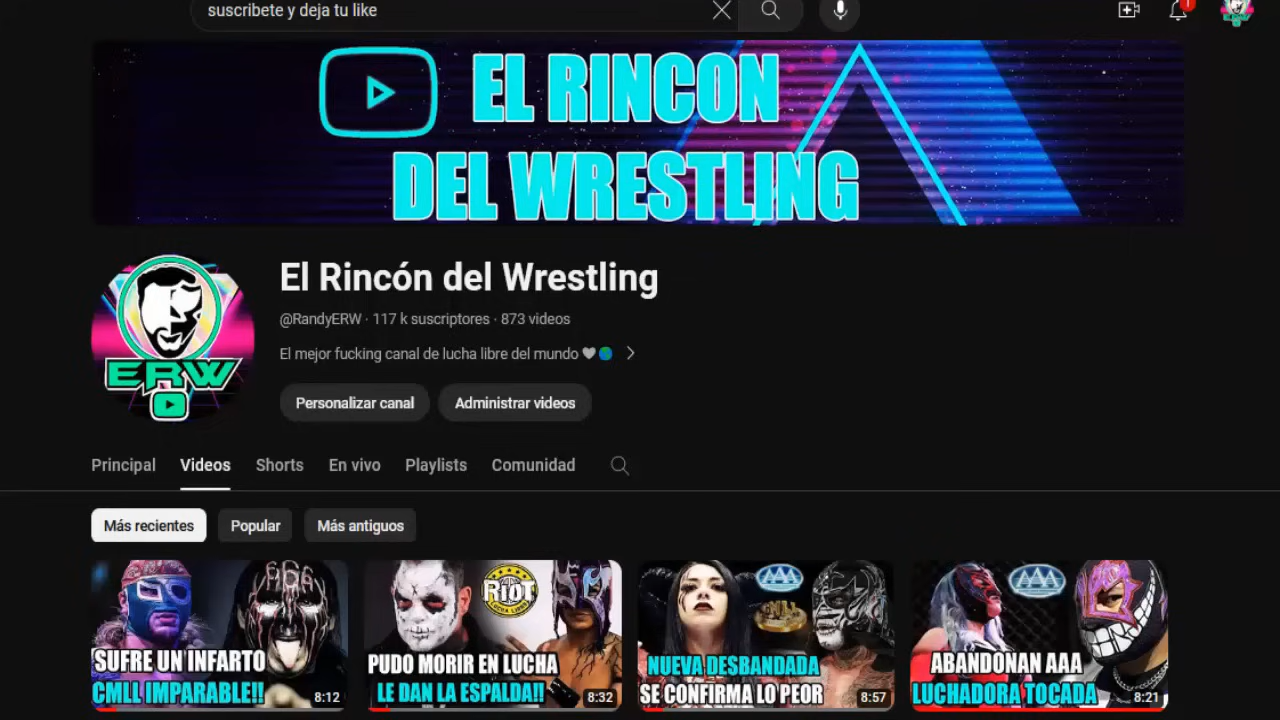 suscribete y deja tu like
1
EL RINCON
DEL WRESTLING
ERW
El Rincón del Wrestling
@RandyERW · 117 k suscriptores · 873 videos
El mejor fucking canal de lucha libre del mundo
Personalizar canal
Administrar videos
Principal
Videos
Shorts
En vivo
Playlists
Comunidad
Más recientes
Popular
Más antiguos
SUFRE UN INFARTO
CMLL IMPARABLE!!
8:12
RIOT
LUCHA LIBRE
PUDO MORIR EN LUCHA
LE DAN LA ESPALDA!!
8:32
AAA
NUEVA DESBANDADA
SE CONFIRMA LO PEOR
8:57
AAA
ABANDONAN AAA
LUCHADORA TOCADA
8:21